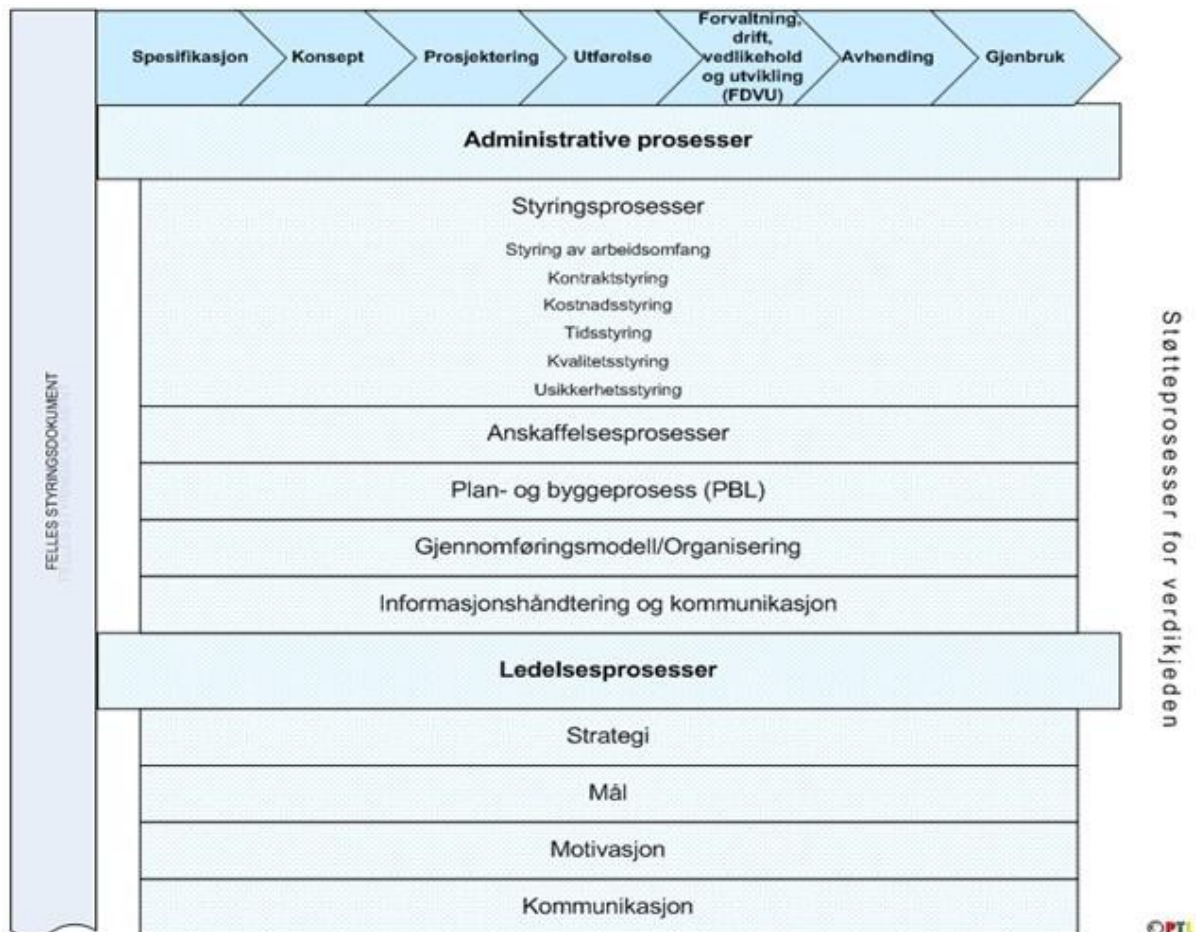 Spesifikasjon
Konsept
Prosjektering
Utførelse
Forvaltning,
drift,
vedlikehold
og utvikling
(FDVU)
Avhending
Gjenbruk
FELLES STYRINGSDOKUMENT
Administrative prosesser
Styringsprosesser
Styring av arbeidsomfang
Kontraktstyring
Kostnadsstyring
Tidsstyring
Kvalitetsstyring
Usikkerhetsstyring
Anskaffelsesprosesser
Plan- og byggeprosess (PBL)
Gjennomføringsmodell/Organisering
Informasjonshåndtering og kommunikasjon
Ledelsesprosesser
Strategi
Mål
Motivasjon
Kommunikasjon
Støtteprosesser for verdikjeden